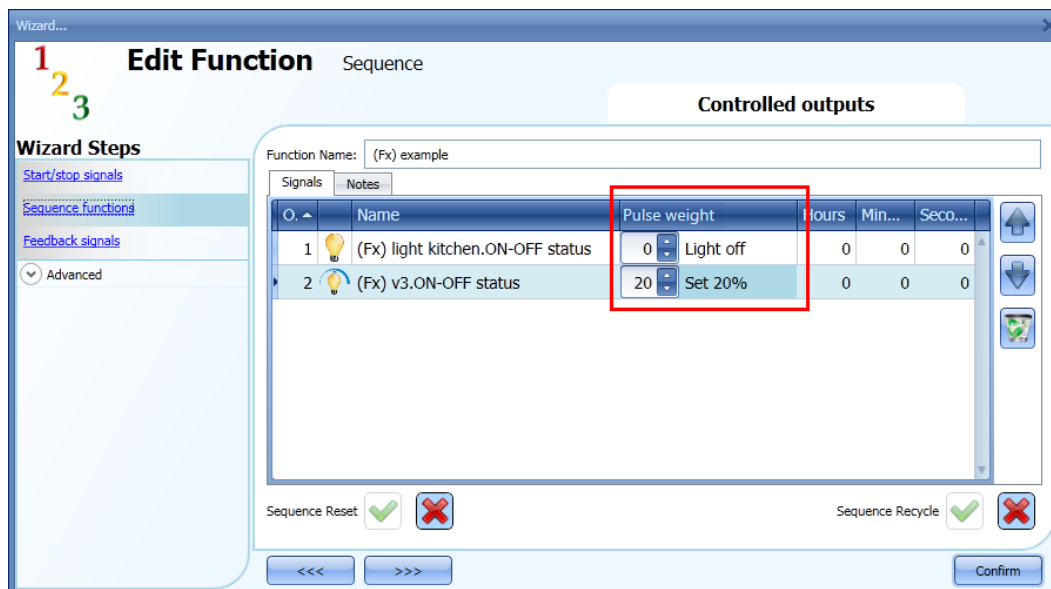 Wizard...
1 2 3
Edit Function Sequence
Controlled outputs
Wizard Steps
Start/stop signals
Sequence functions
Feedback signals
Advanced
Function Name: (Fx) example
Signals Notes
O. Name Pulse weight Hours Min... Seco...
1 (Fx) light kitchen.ON-OFF status 0 Light off 0 0 0
2 (Fx) v3.ON-OFF status 20 Set 20% 0 0 0
Sequence Reset Sequence Recycle
<<< >>> Confirm